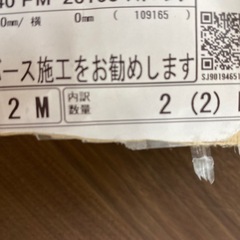 0mm/ 横 0mm ( 109165 )
ース施工をお勧めします
SJ9019465
2 M 内訳 数量 2 (2)